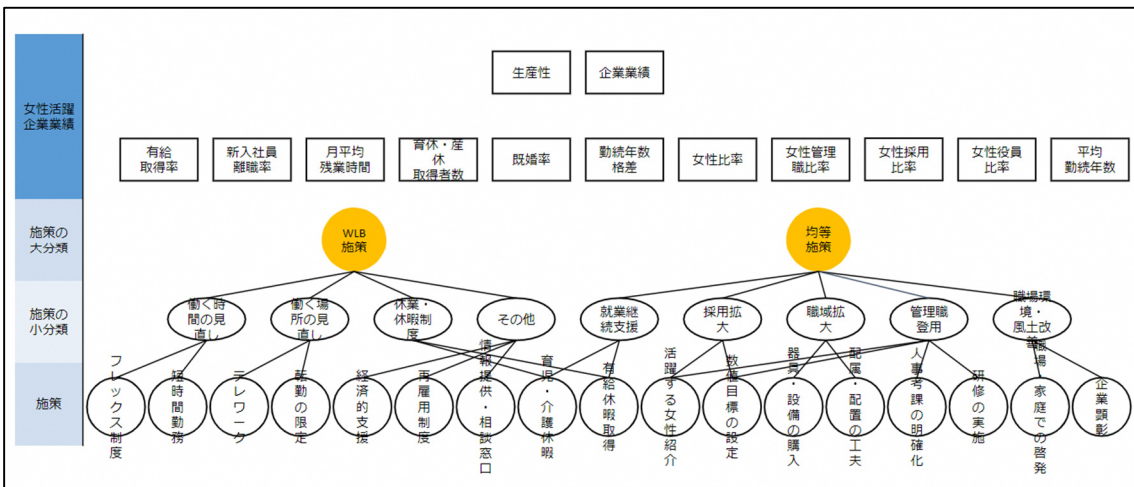 女性活躍
企業業績
生産性
企業業績
有給
取得率
新入社員
離職率
月平均
残業時間
育休・産
休
取得者数
既婚率
勤続年数
格差
女性比率
女性管理
職比率
女性採用
比率
女性役員
比率
平均
勤続年数
施策の
大分類
WLB
施策
均等
施策
施策の
小分類
働く時
間の見
直し
働く場
所の見
直し
休業・
休暇制
度
その他
就業継
続支援
採用拡
大
職域拡
大
管理職
登用
職場環
境・
風土改
善
施策
フレックス制度
短時間勤務
テレワーク
転勤の限定
経済的支援
再雇用制度
情報提供・相談窓口
育児・介護休暇
有給休暇取得
活躍する女性紹介
数値目標の設定
器具・設備の購入
配属・配置の工夫
人事考課の明確化
研修の実施
職場・家庭での啓発
企業顕彰